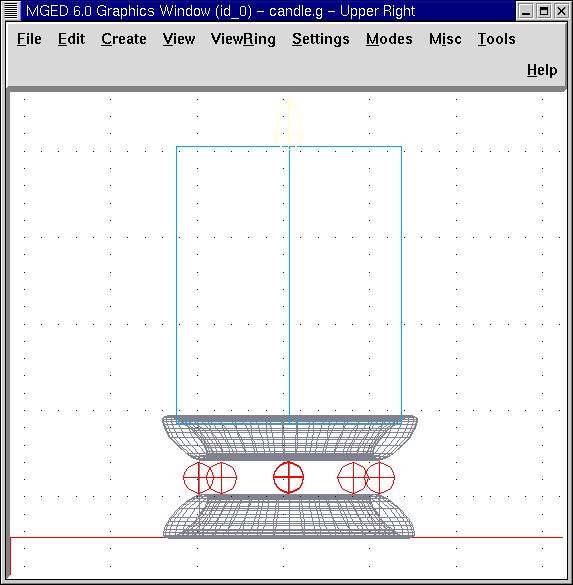 MGED 6.0 Graphics Window (id_0) – candle.g – Upper Right
File Edit Create View ViewRing Settings Modes Misc Tools
Help